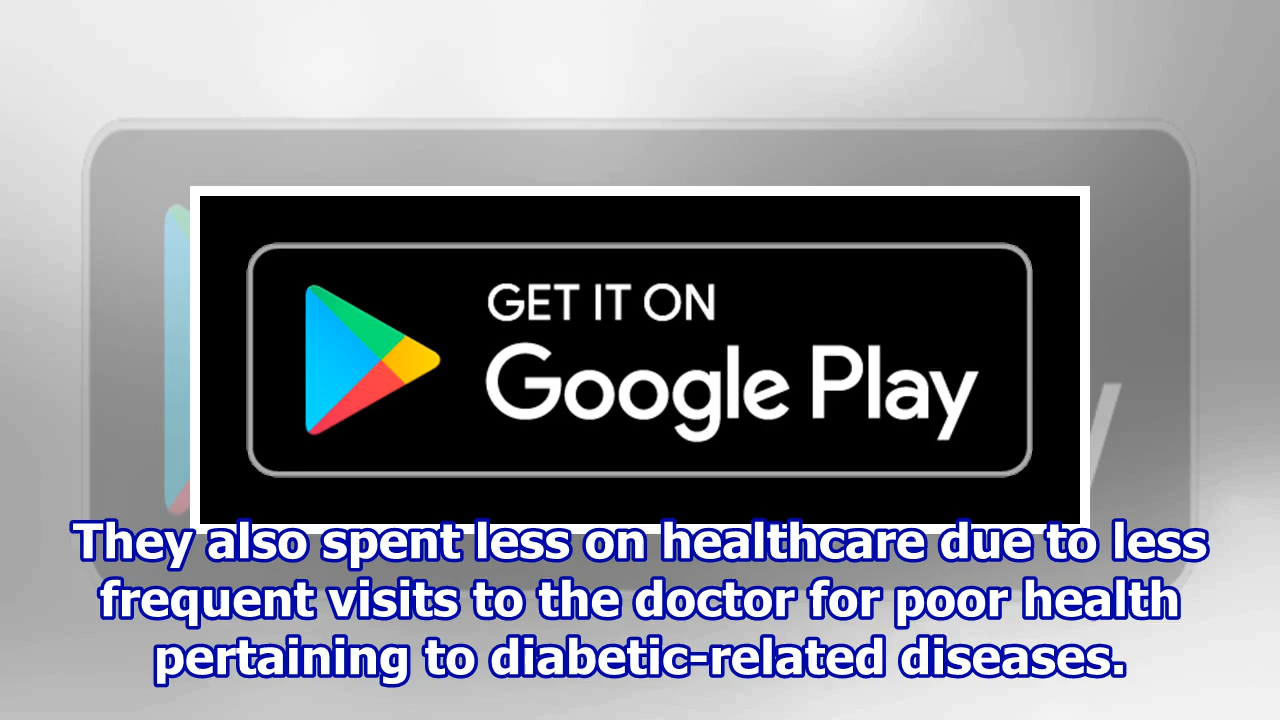 GET IT ON
Google Play
They also spent less on healthcare due to less
frequent visits to the doctor for poor health
pertaining to diabetic-related diseases.